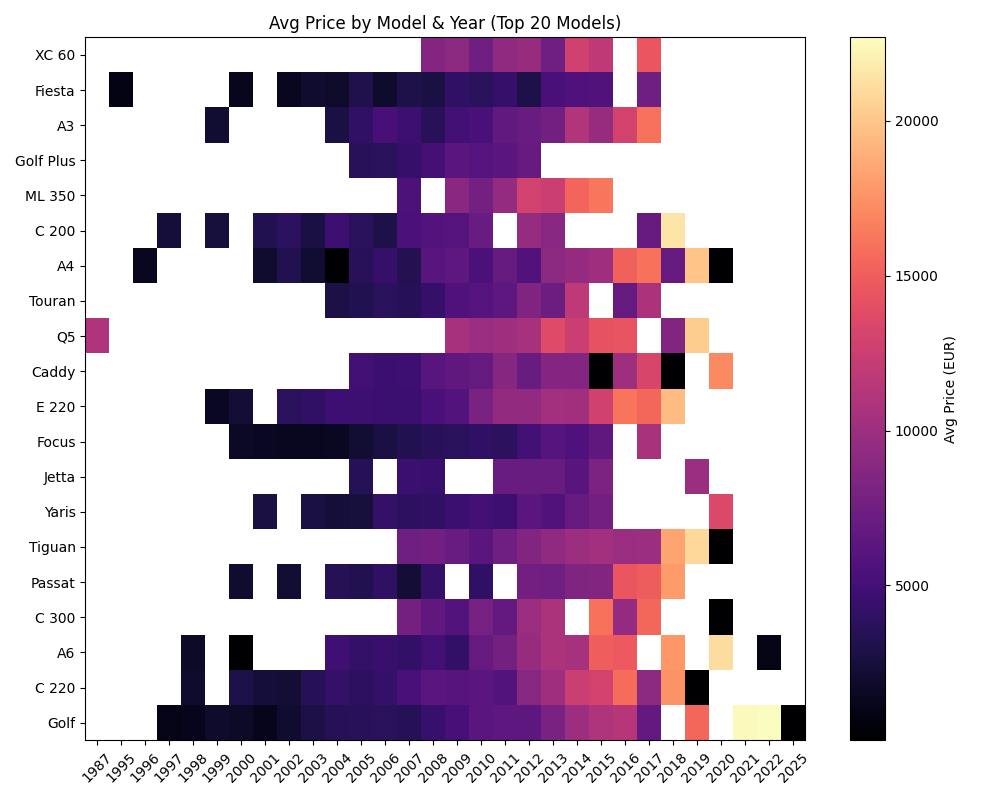 Avg Price by Model & Year (Top 20 Models)
XC 60
Fiesta
A3
Golf Plus
ML 350
C 200
A4
Touran
Q5
Caddy
E 220
Focus
Jetta
Yaris
Tiguan
Passat
C 300
A6
C 220
Golf
1987 1995 1996 1997 1998 1999 2000 2001 2002 2003 2004 2005 2006 2007 2008 2009 2010 2011 2012 2013 2014 2015 2016 2017 2018 2019 2020 2021 2022 2025
20000
15000
10000
5000
Avg Price (EUR)